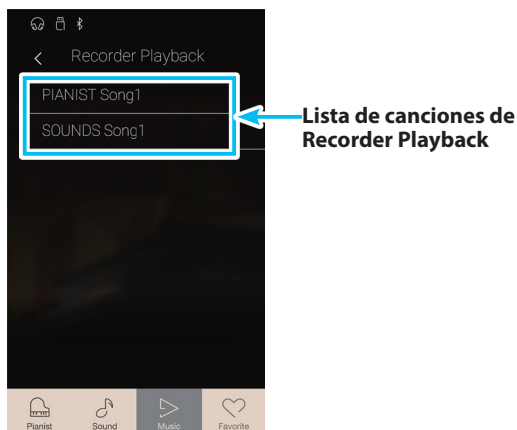 Recorder Playback
PIANIST Song1
SOUNDS Song1
Lista de canciones de
Recorder Playback
Pianist
Sound
Music
Favorite